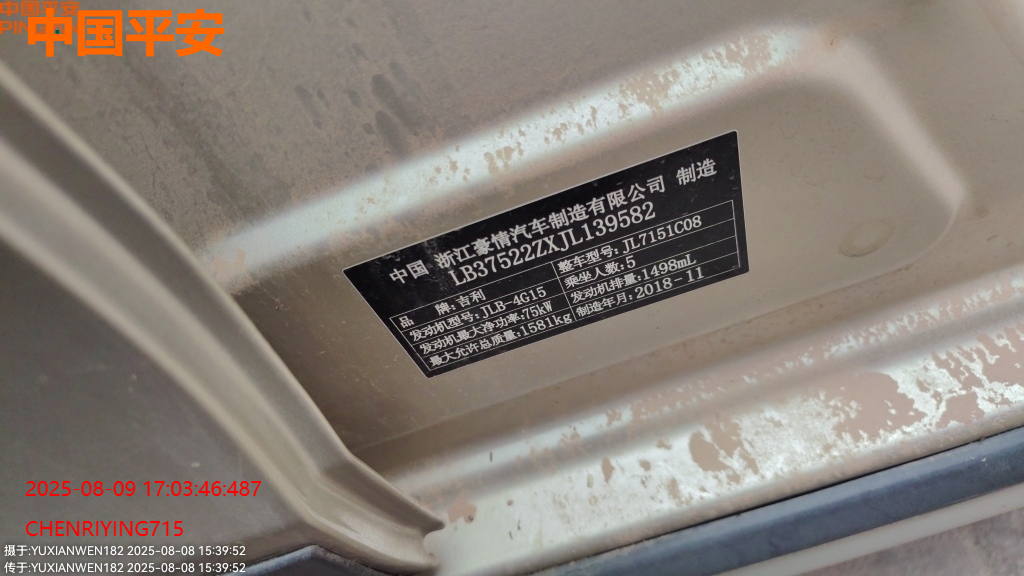 中国平安
中国平安
PIN
中国 浙江豪情汽车制造有限公司 制造
LB37522ZXJL139582
品 牌:吉利 整车型号:JL7151C08
发动机型号:JLB-4G15 乘坐人数:5
发动机最大净功率:75kW 发动机排量:1498mL
最大允许总质量:1581kg 制造年月:2018-11
2025-08-09 17:03:46:487
CHENRIYING715
摄于:YUXIANWEN182 2025-08-08 15:39:52
传于:YUXIANWEN182 2025-08-08 15:39:52